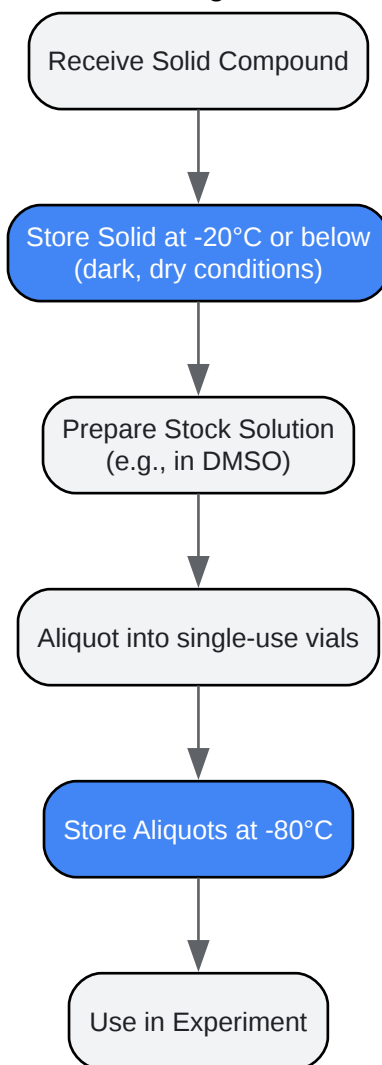 Receive Solid Compound
Store Solid at -20°C or below
(dark, dry conditions)
Prepare Stock Solution
(e.g., in DMSO)
Aliquot into single-use vials
Store Aliquots at -80°C
Use in Experiment